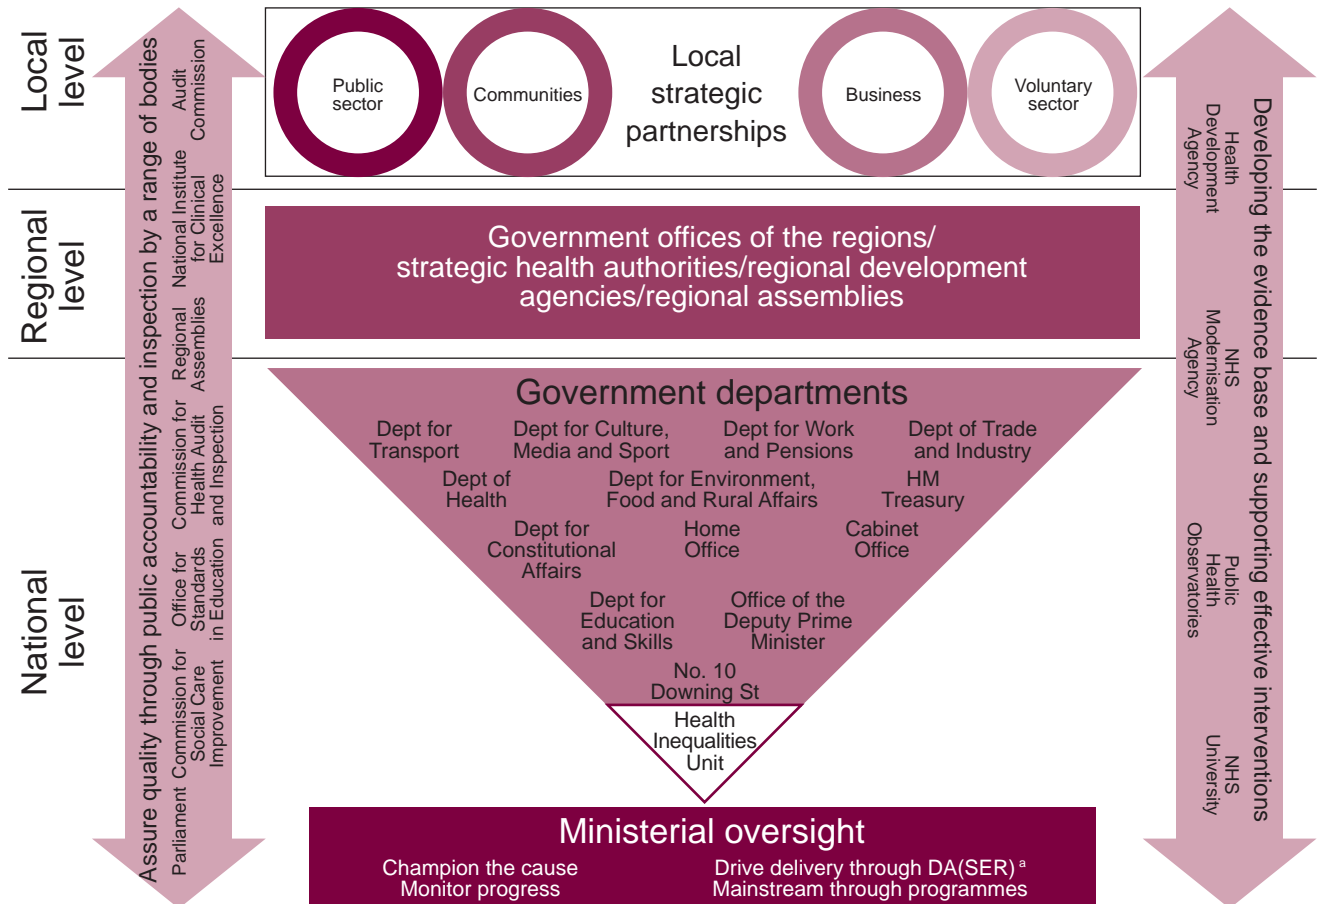 Local
level
Regional
level
National
level
Assure quality through public accountability and inspection by a range of bodies
Parliament
Commission for
Social Care
Improvement
Office for
Standards
in Education
Commission for
Health Audit
and Inspection
Regional
Assemblies
National Institute
for Clinical
Excellence
Audit
Commission
Public
sector
Communities
Local
strategic
partnerships
Business
Voluntary
sector
Government offices of the regions/
strategic health authorities/regional development
agencies/regional assemblies
Government departments
Dept for
Transport
Dept for Culture,
Media and Sport
Dept for Work
and Pensions
Dept of Trade
and Industry
Dept of
Health
Dept for Environment,
Food and Rural Affairs
HM
Treasury
Dept for
Constitutional
Affairs
Home
Office
Cabinet
Office
Dept for
Education
and Skills
Office of the
Deputy Prime
Minister
No. 10
Downing St
Health
Inequalities
Unit
Ministerial oversight
Champion the cause
Monitor progress
Drive delivery through DA(SER) a
Mainstream through programmes
Developing the evidence base and supporting effective interventions
Health
Development
Agency
NHS
Modernisation
Agency
Public
Health
Observatories
NHS
University